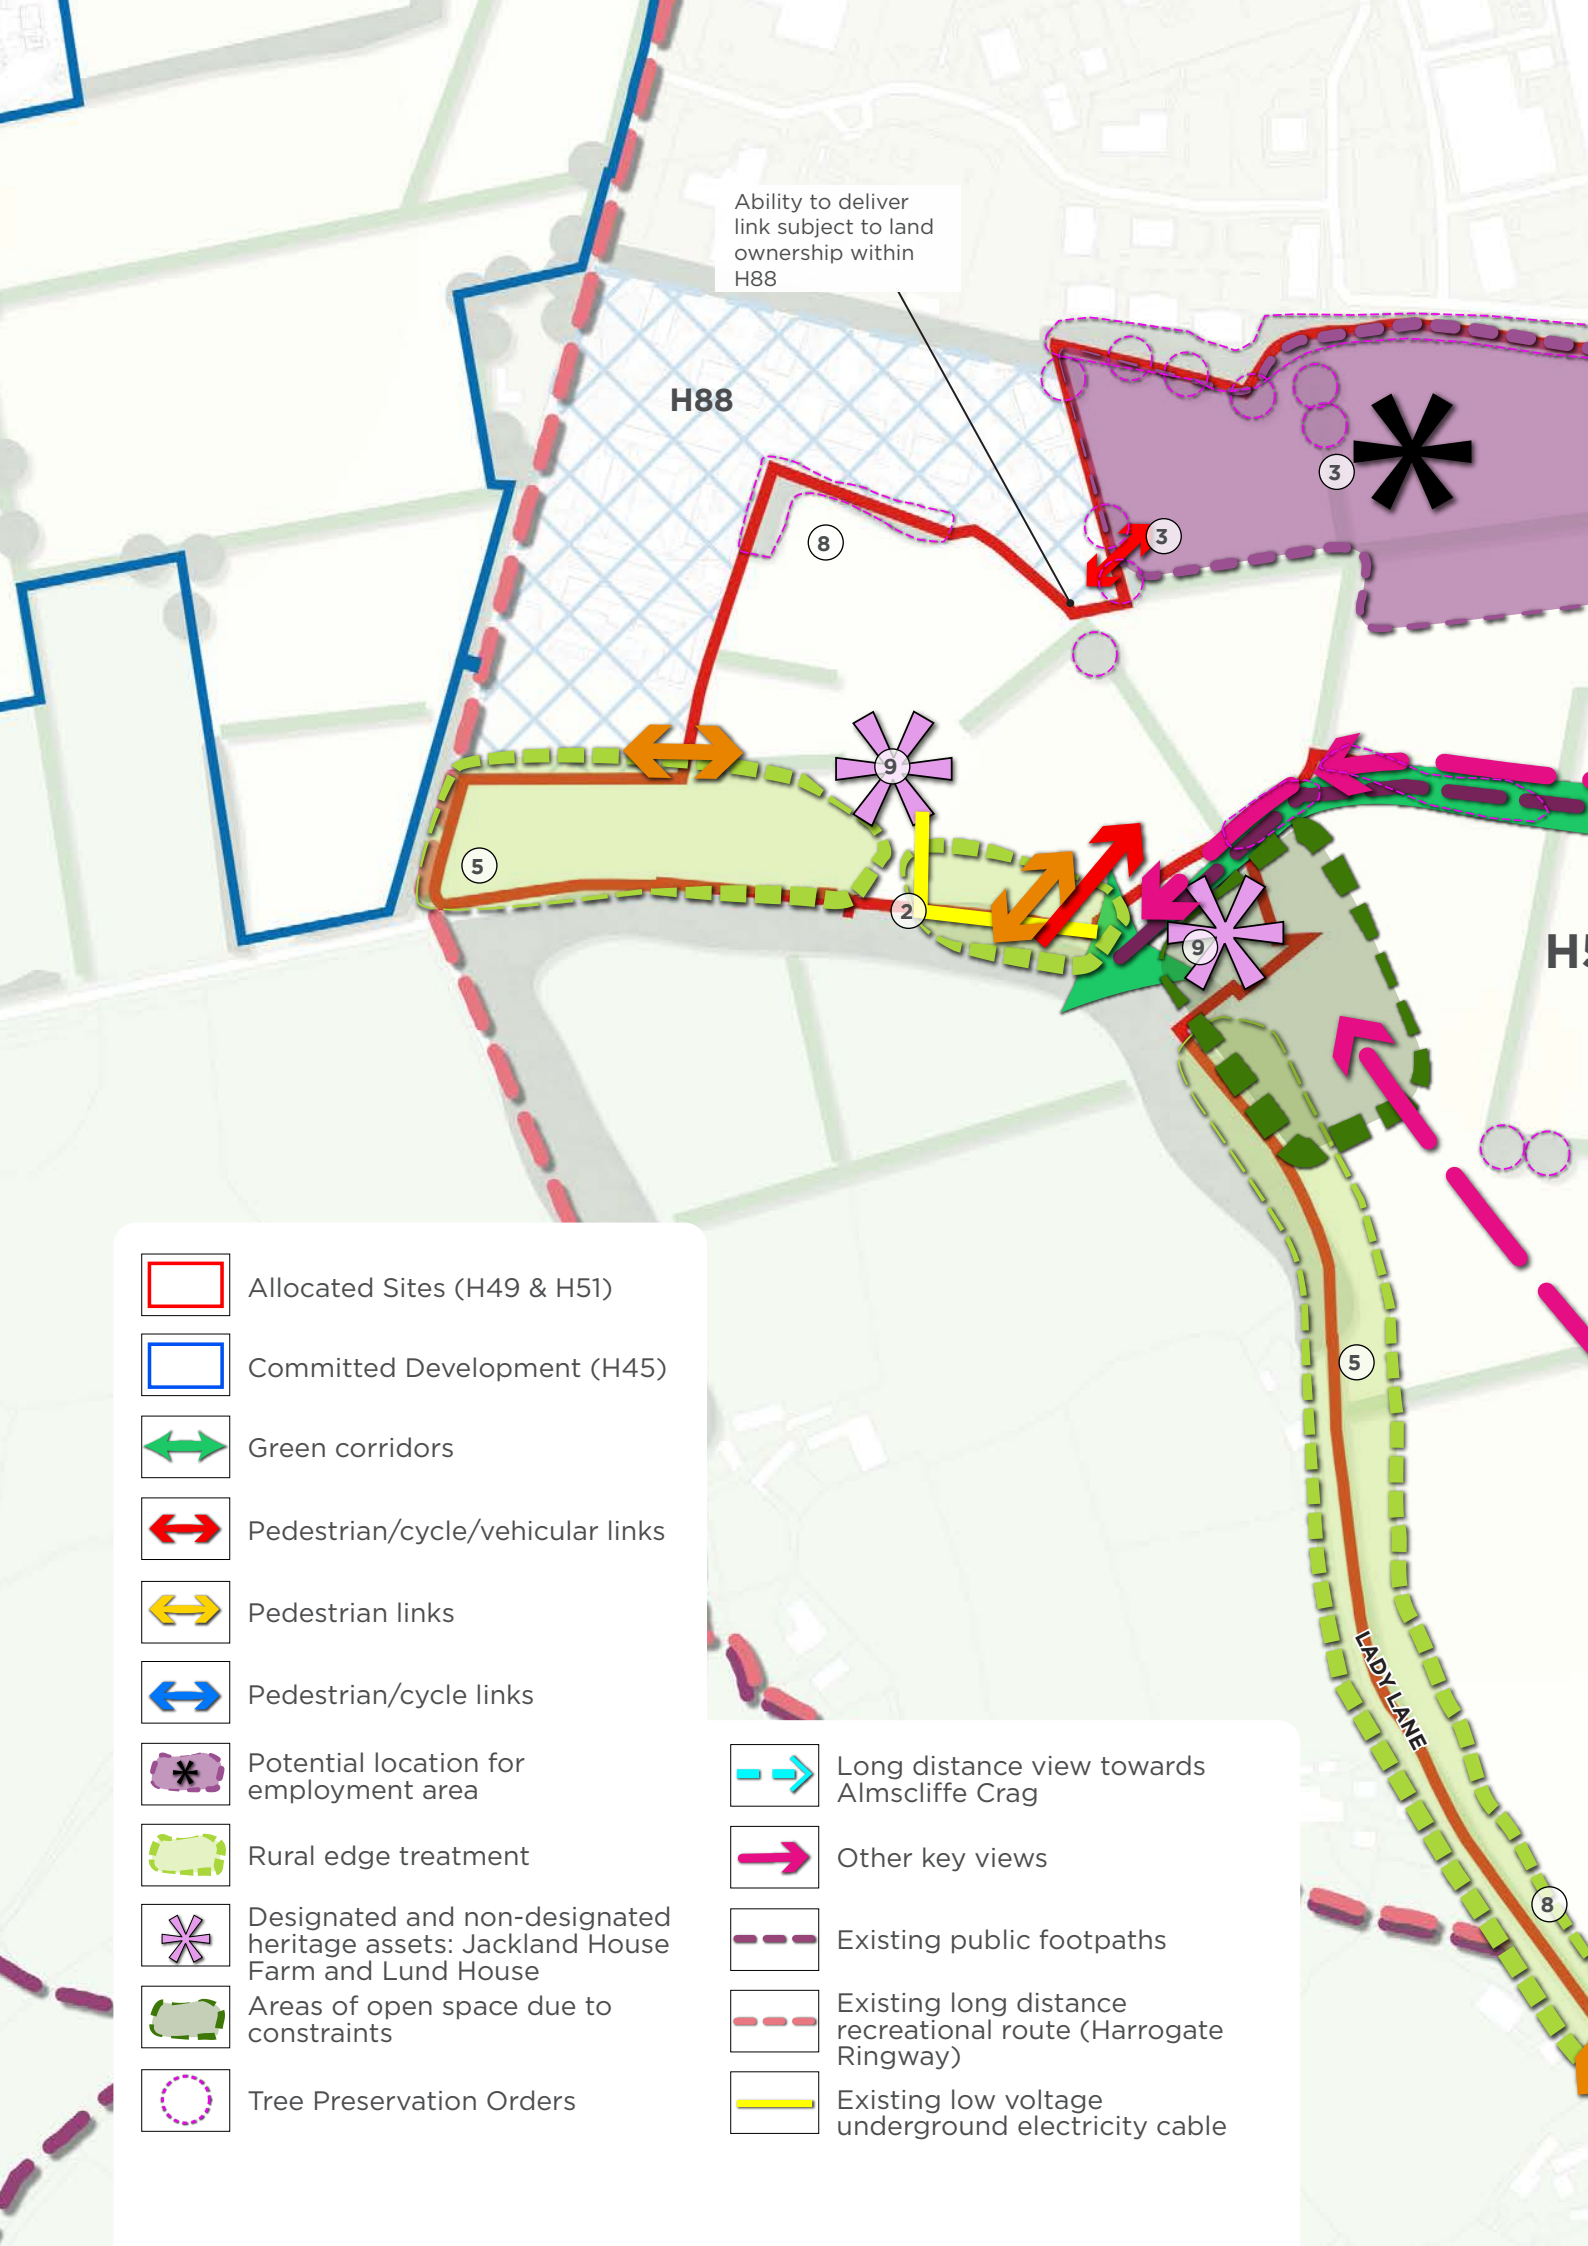 Ability to deliver
link subject to land
ownership within
H88
H88
3
3
8
9
5
2
9
H5
5
LADY LANE
8
Allocated Sites (H49 & H51)
Committed Development (H45)
Green corridors
Pedestrian/cycle/vehicular links
Pedestrian links
Pedestrian/cycle links
Potential location for
employment area
Rural edge treatment
Designated and non-designated
heritage assets: Jackland House
Farm and Lund House
Areas of open space due to
constraints
Tree Preservation Orders
Long distance view towards
Almscliffe Crag
Other key views
Existing public footpaths
Existing long distance
recreational route (Harrogate
Ringway)
Existing low voltage
underground electricity cable